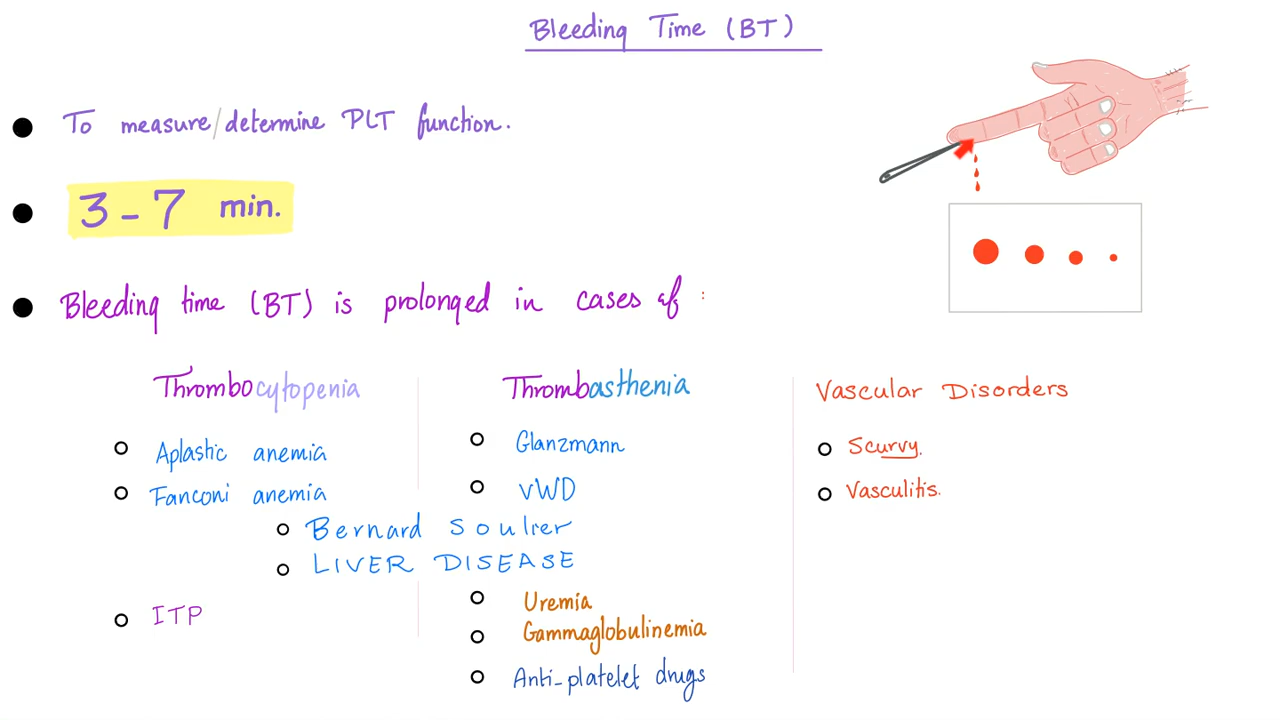 Bleeding Time (BT)
To measure/determine PLT function.
3 - 7 min.
Bleeding time (BT) is prolonged in cases of :
Thrombocytopenia
Aplastic anemia
Fanconi anemia
Thrombasthenia
Glanzmann
vWD
Bernard Soulier
LIVER DISEASE
ITP
Uremia
Gammaglobulinemia
Anti-platelet drugs
Vascular Disorders
Scurvy.
Vasculitis.